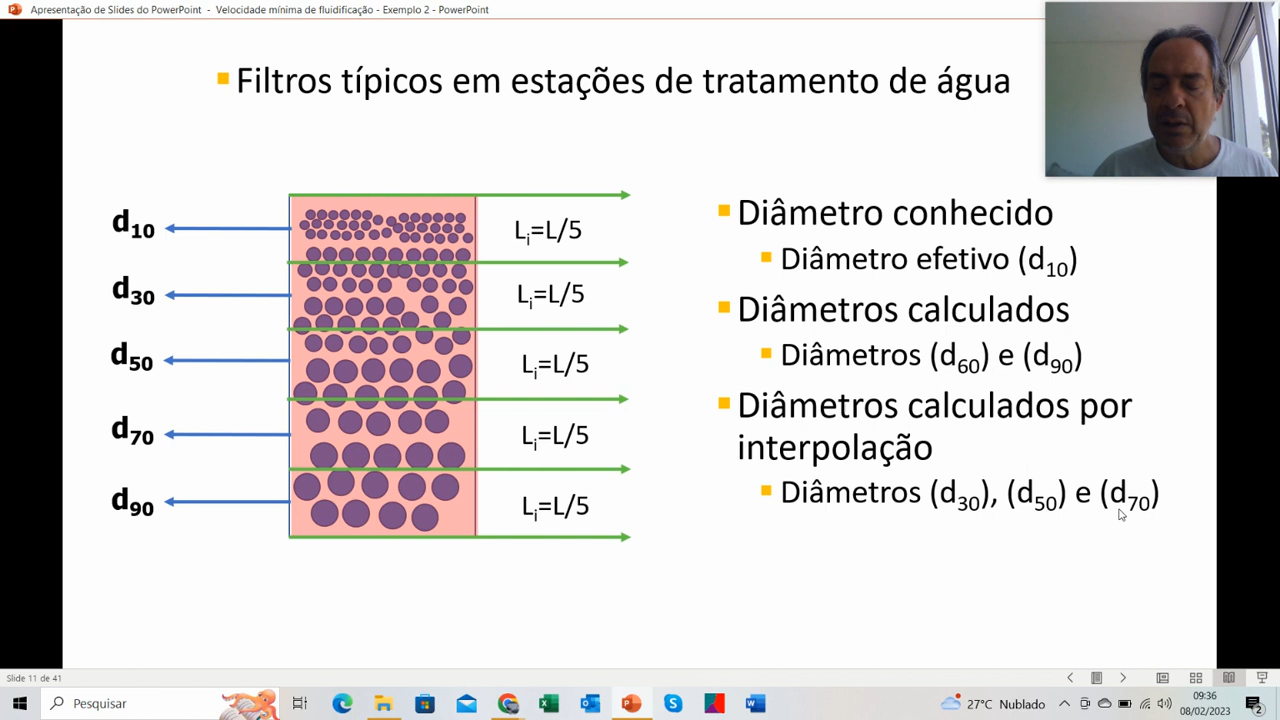 Apresentação de Slides do PowerPoint - Velocidade mínima de fluidificação - Exemplo 2 - PowerPoint
Filtros típicos em estações de tratamento de água
d10
d30
d50
d70
d90
Li=L/5
Li=L/5
Li=L/5
Li=L/5
Li=L/5
Diâmetro conhecido
Diâmetro efetivo (d10)
Diâmetros calculados
Diâmetros (d60) e (d90)
Diâmetros calculados por
interpolação
Diâmetros (d30), (d50) e (d70)
Slide 11 de 41
Pesquisar
27°C Nublado
09:36
08/02/2023
2